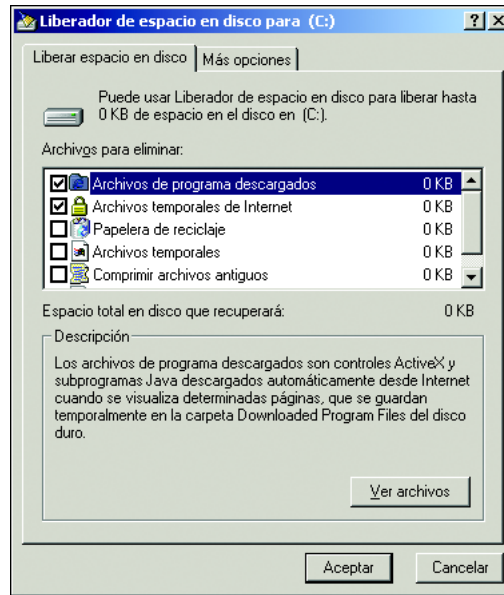 Liberador de espacio en disco para (C:)
Liberar espacio en disco
Más opciones
Puede usar Liberador de espacio en disco para liberar hasta
0 KB de espacio en el disco en (C:).
Archivos para eliminar:
Archivos de programa descargados 0 KB
Archivos temporales de Internet 0 KB
Papelera de reciclaje 0 KB
Archivos temporales 0 KB
Comprimir archivos antiguos 0 KB
Espacio total en disco que recuperará: 0 KB
Descripción
Los archivos de programa descargados son controles ActiveX y
subprogramas Java descargados automáticamente desde Internet
cuando se visualiza determinadas páginas, que se guardan
temporalmente en la carpeta Downloaded Program Files del disco
duro.
Ver archivos
Aceptar
Cancelar